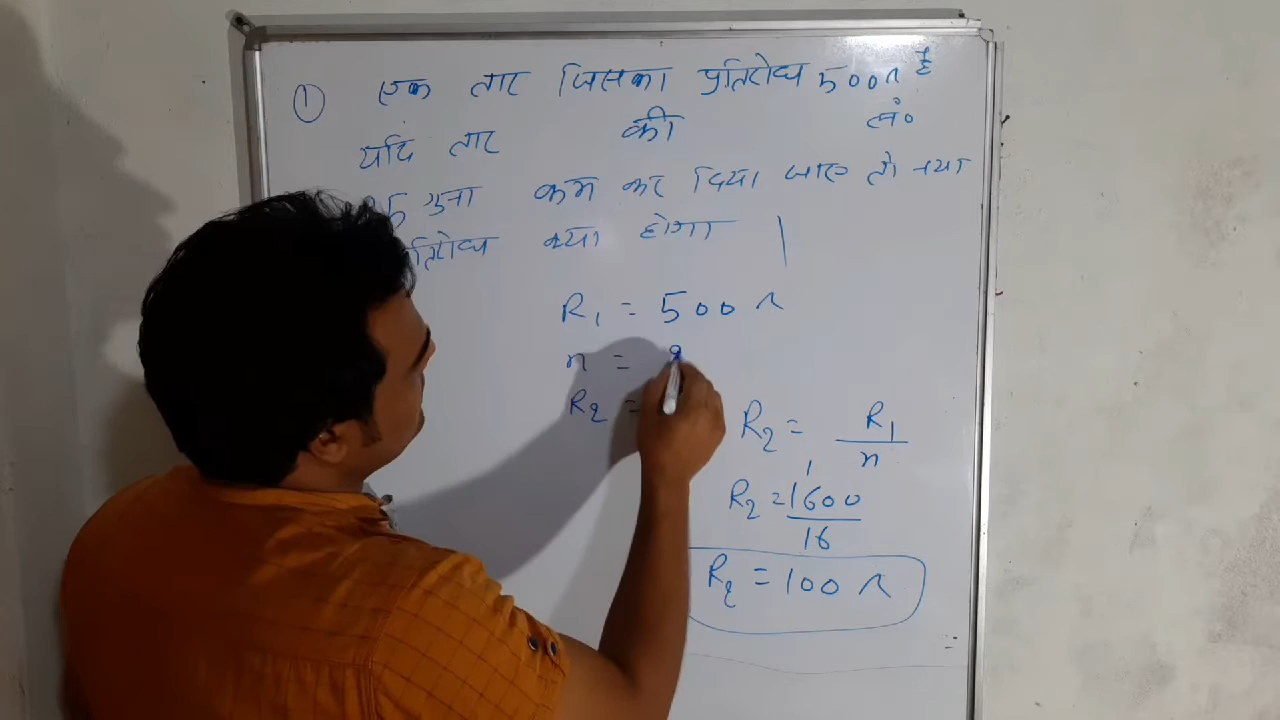 ① एक तार जिसका प्रतिरोध 500Ω है
यदि तार की लं०
गुना कम कर दिया जाए तो नया
तिरोध क्या होगा |
R₁ = 500 Ω
n =
R₂ =
R₂ = R₁/n
R₂ = 1600/16
R₂ = 100 Ω